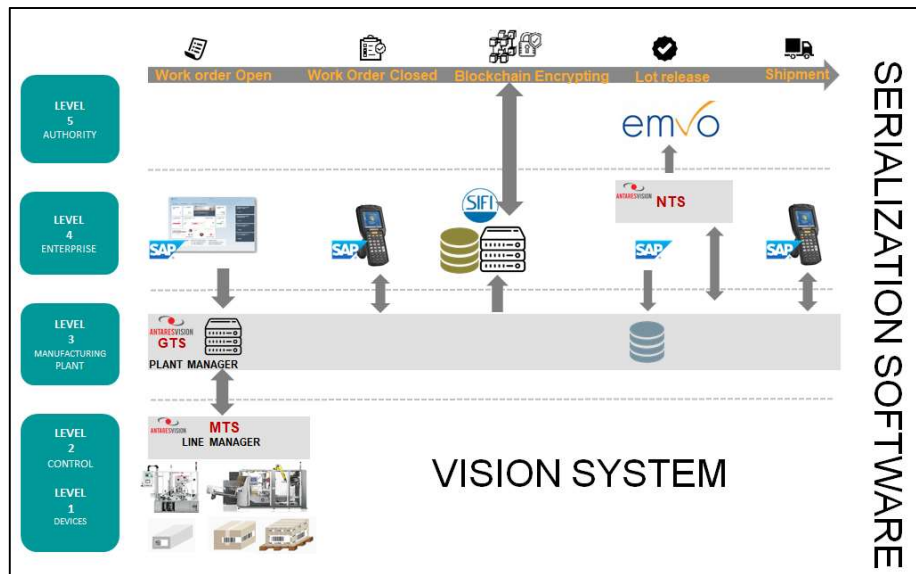 Work order Open
Work Order Closed
Blockchain Encrypting
Lot release
Shipment
LEVEL
5
AUTHORITY
emvo
LEVEL
4
ENTERPRISE
SAP
SAP
SIFI
ANTARESVISION NTS
SAP
SAP
LEVEL
3
MANUFACTURING
PLANT
ANTARESVISION
GTS
PLANT MANAGER
LEVEL
2
CONTROL
LEVEL
1
DEVICES
ANTARESVISION MTS
LINE MANAGER
VISION SYSTEM
SERIALIZATION SOFTWARE